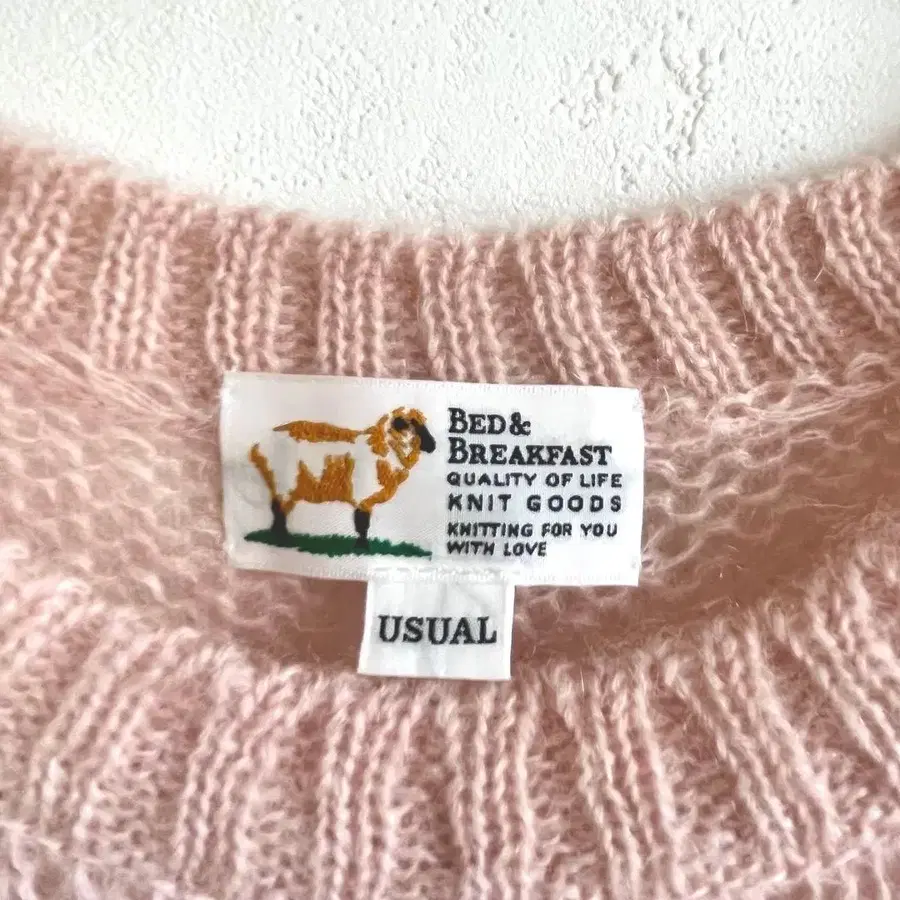 BED&
BREAKFAST
QUALITY OF LIFE
KNIT GOODS
KNITTING FOR YOU
WITH LOVE
USUAL